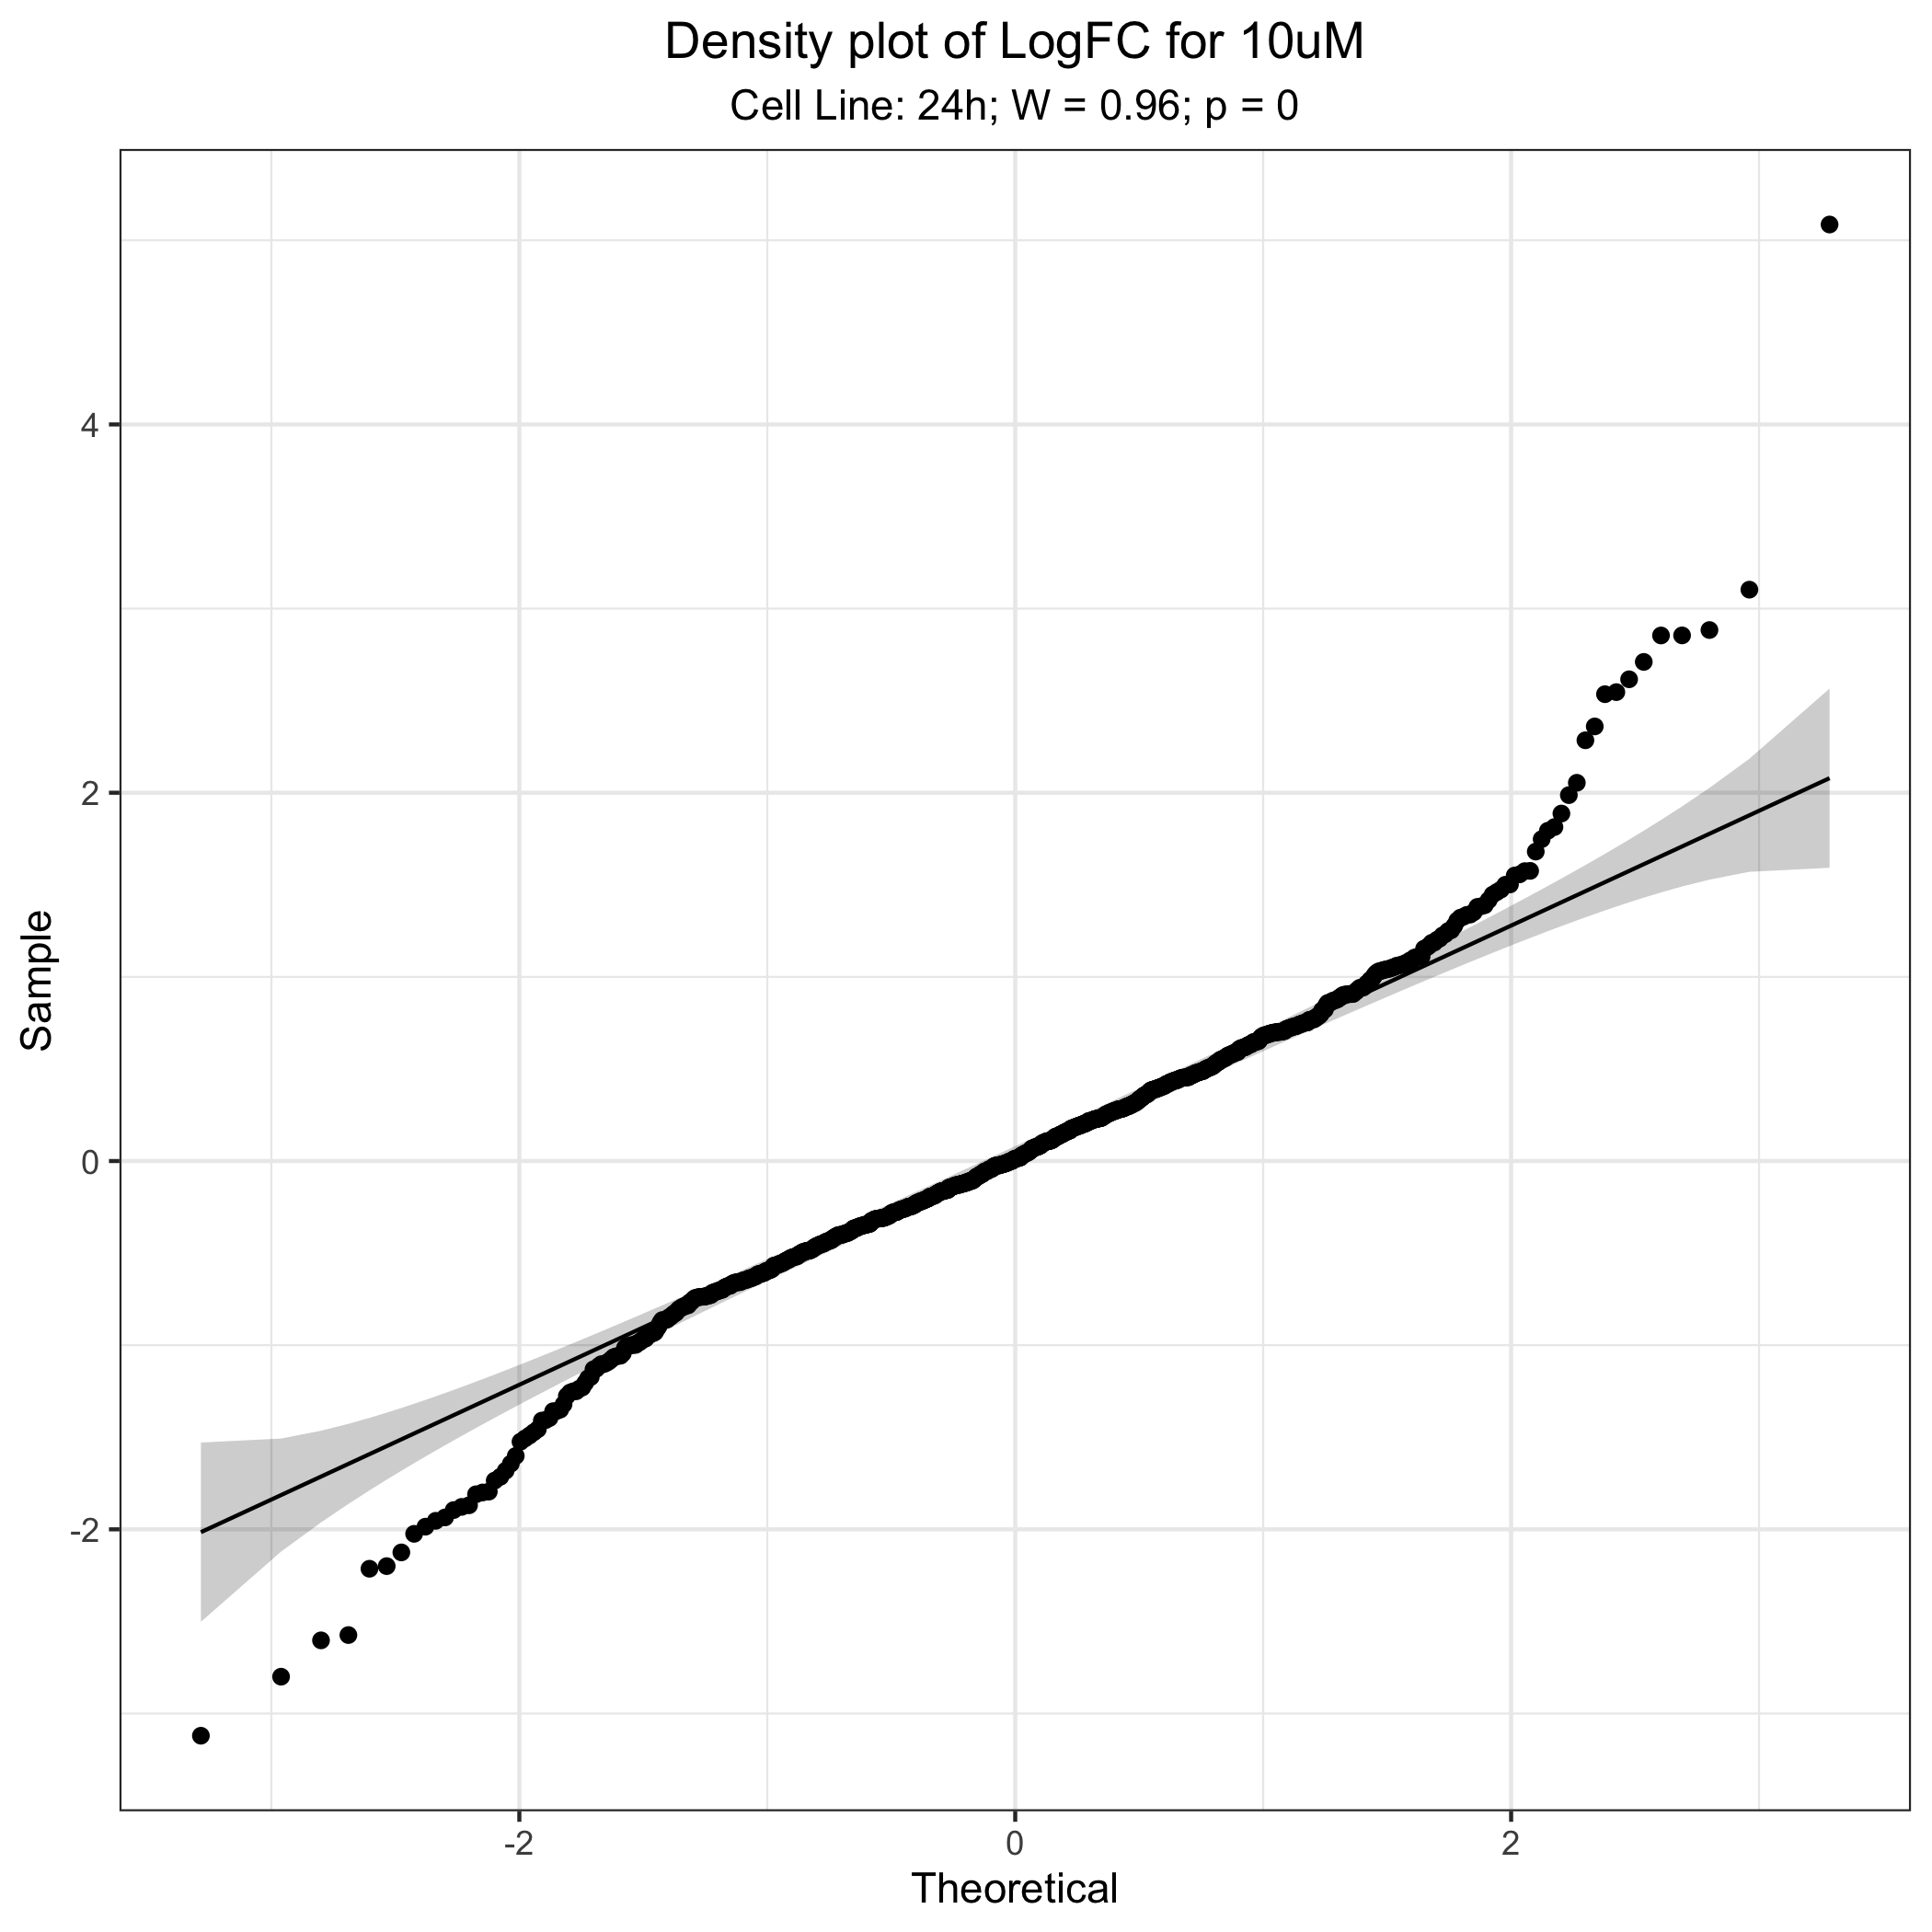 Density plot of LogFC for 10uM
Cell Line: 24h; W = 0.96; p = 0
4
2
0
-2
Sample
-2
0
2
Theoretical